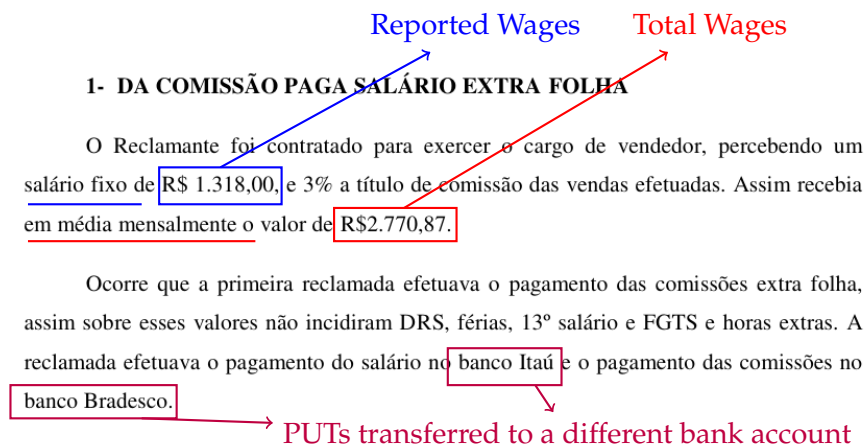 Reported Wages Total Wages
1- DA COMISSÃO PAGA SALÁRIO EXTRA FOLHA
O Reclamante foi contratado para exercer o cargo de vendedor, percebendo um
salário fixo de R$ 1.318,00, e 3% a título de comissão das vendas efetuadas. Assim recebia
em média mensalmente o valor de R$2.770,87.
Ocorre que a primeira reclamada efetuava o pagamento das comissões extra folha,
assim sobre esses valores não incidiram DRS, férias, 13º salário e FGTS e horas extras. A
reclamada efetuava o pagamento do salário no banco Itaú e o pagamento das comissões no
banco Bradesco.
PUTs transferred to a different bank account